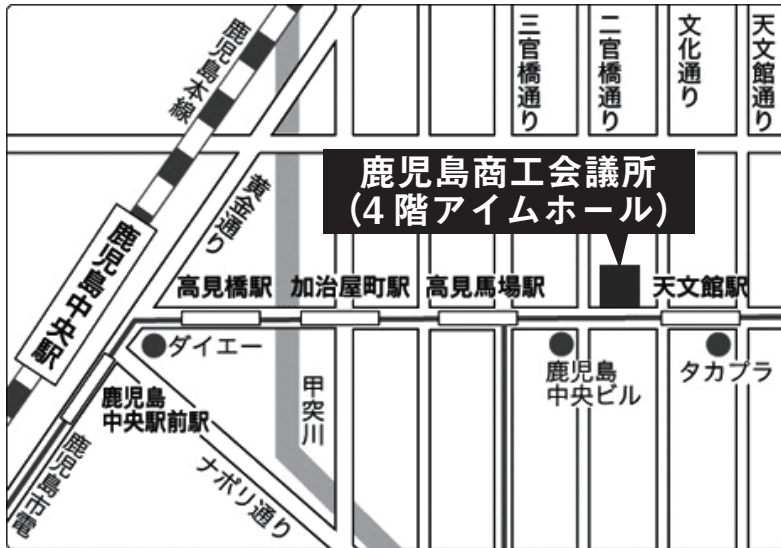 鹿児島本線
三官橋通り
二官橋通り
文化通り
天文館通り
鹿児島商工会議所
(4階アイムホール)
黄金通り
鹿児島中央駅
高見橋駅
加治屋町駅
高見馬場駅
天文館駅
ダイエー
鹿児島
中央ビル
タカプラ
鹿児島
中央駅前駅
甲突川
ナポリ通り
鹿児島市電